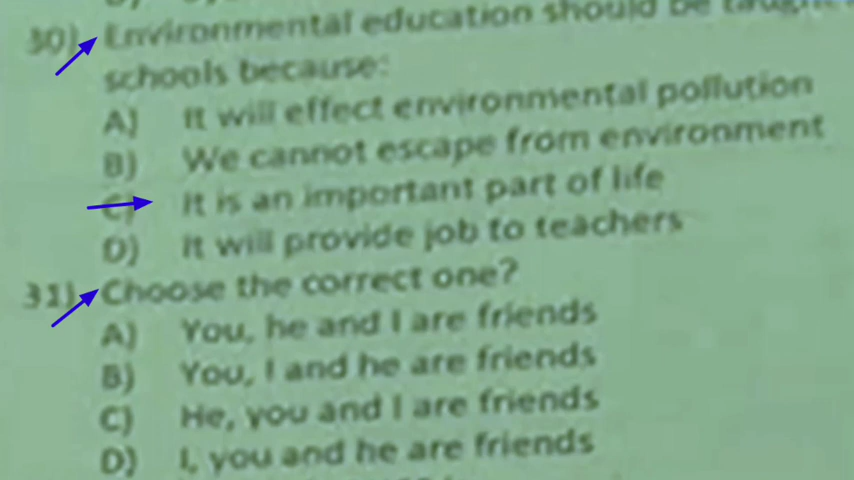 30) Environmental education should be taught
schools because:
A) It will effect environmental pollution
B) We cannot escape from environment
C) It is an important part of life
D) It will provide job to teachers
31) Choose the correct one?
A) You, he and I are friends
B) You, I and he are friends
C) He, you and I are friends
D) I, you and he are friends